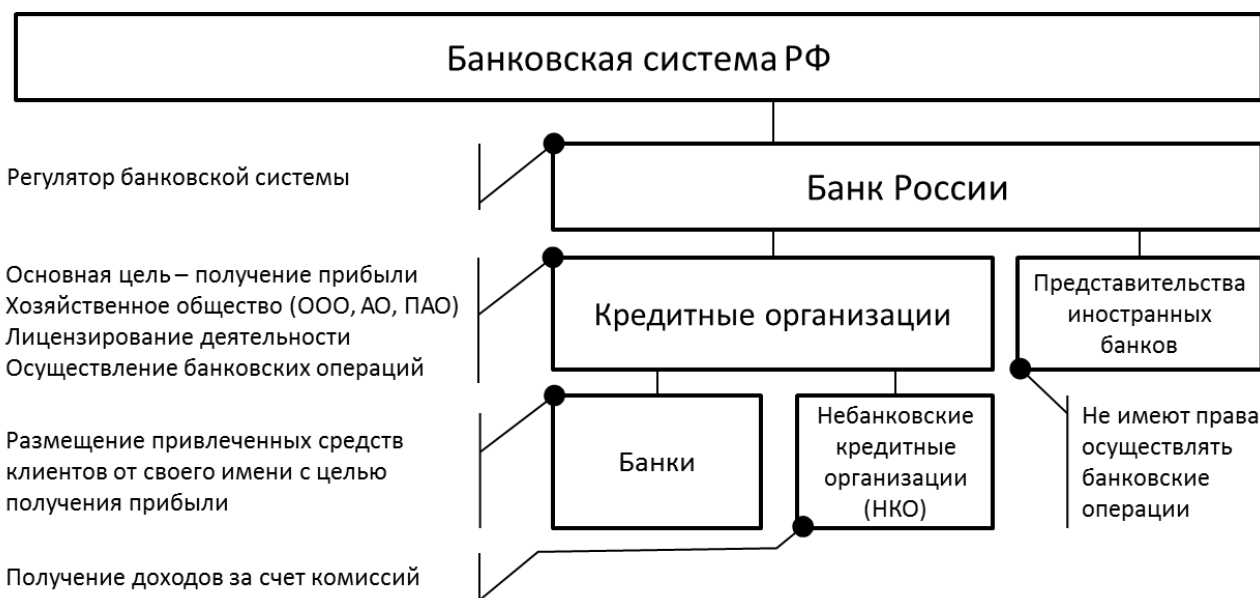 Банковская система РФ
Регулятор банковской системы
Банк России
Основная цель – получение прибыли
Хозяйственное общество (ООО, АО, ПАО)
Лицензирование деятельности
Осуществление банковских операций
Кредитные организации
Представительства
иностранных
банков
Размещение привлеченных средств
клиентов от своего имени с целью
получения прибыли
Банки
Небанковские
кредитные
организации
(НКО)
Не имеют права
осуществлять
банковские
операции
Получение доходов за счет комиссий